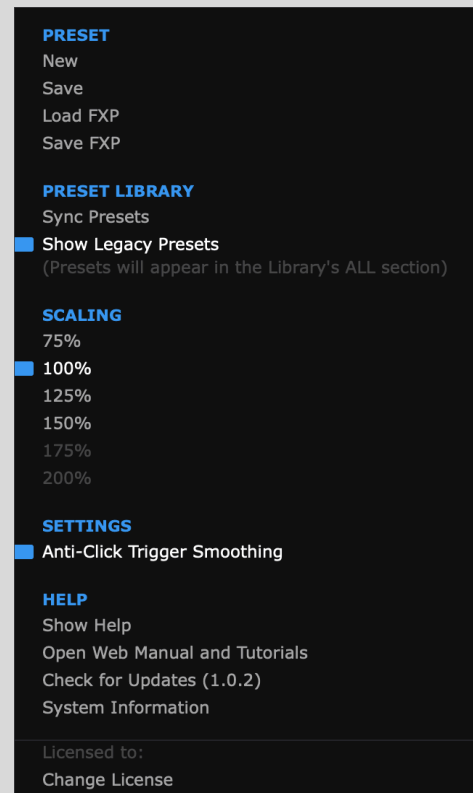 PRESET
New
Save
Load FXP
Save FXP
PRESET LIBRARY
Sync Presets
Show Legacy Presets
(Presets will appear in the Library's ALL section)
SCALING
75%
100%
125%
150%
175%
200%
SETTINGS
Anti-Click Trigger Smoothing
HELP
Show Help
Open Web Manual and Tutorials
Check for Updates (1.0.2)
System Information
Licensed to:
Change License